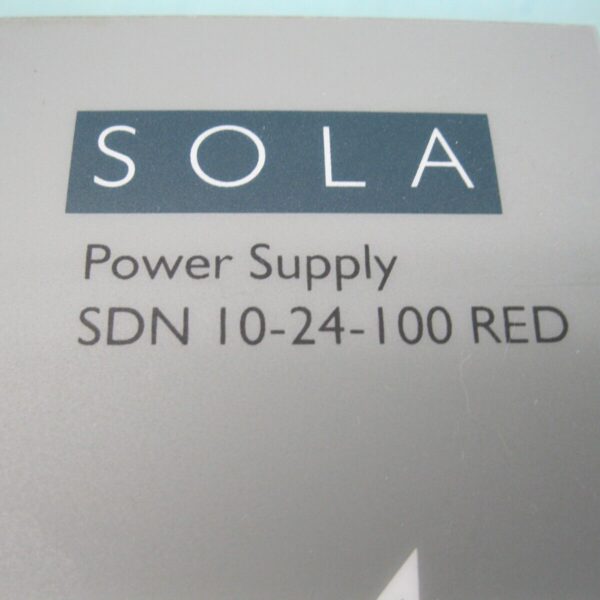 SOLA
Power Supply
SDN 10-24-100 RED